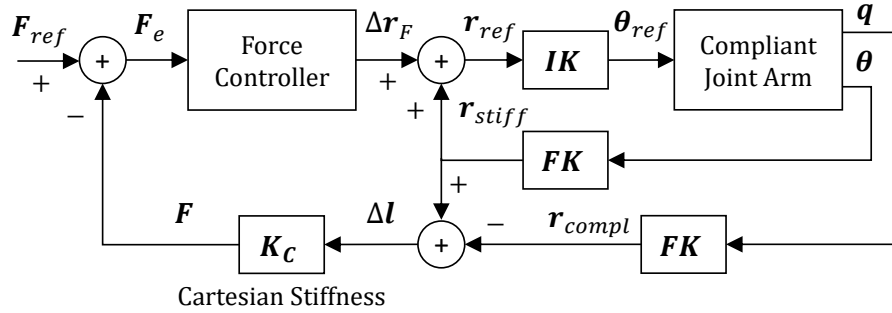 F_ref
+
−
+
F_e
Force
Controller
Δr_F
+
+
+
r_ref
IK
θ_ref
Compliant
Joint Arm
q
θ
r_stiff
FK
F
K_C
Cartesian Stiffness
Δl
+
+
−
r_compl
FK